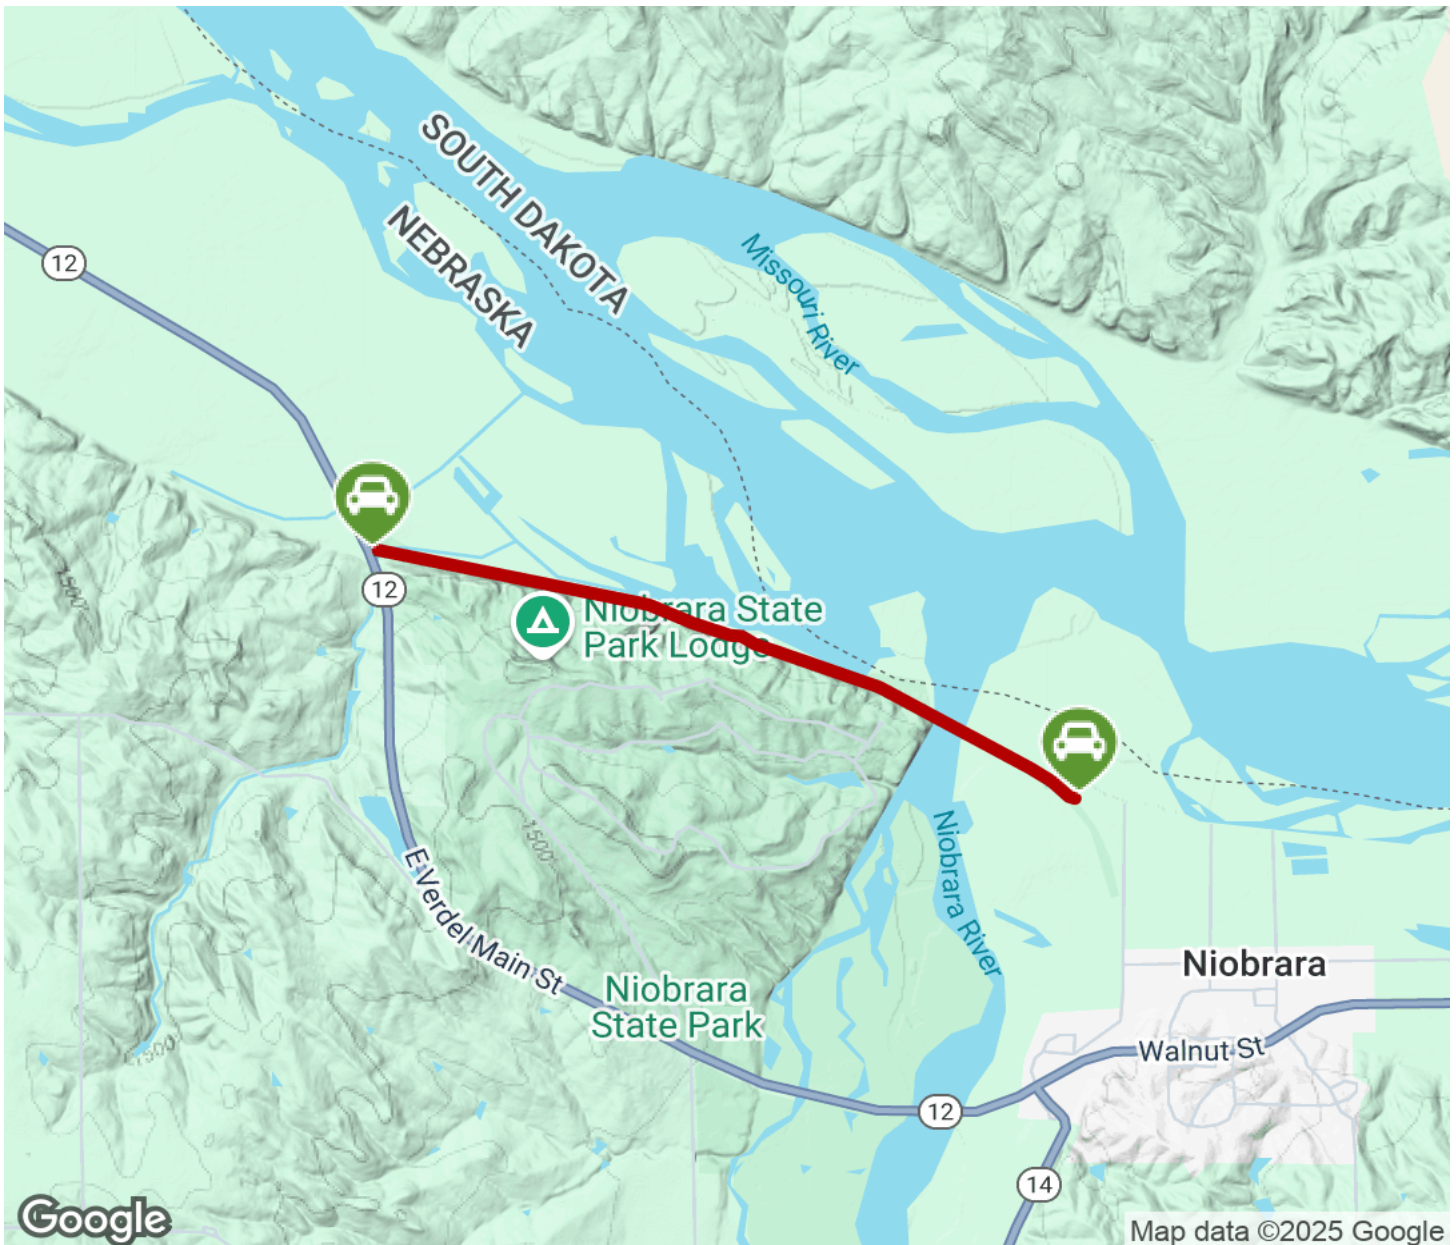 SOUTH DAKOTA
NEBRASKA
Missouri River
12
1500'
12
Niobrara State
Park Lodge
1500'
E Verdel Main St
Niobrara River
Niobrara
Niobrara
State Park
1500
Walnut St
12
14
Google
Map data ©2025 Google